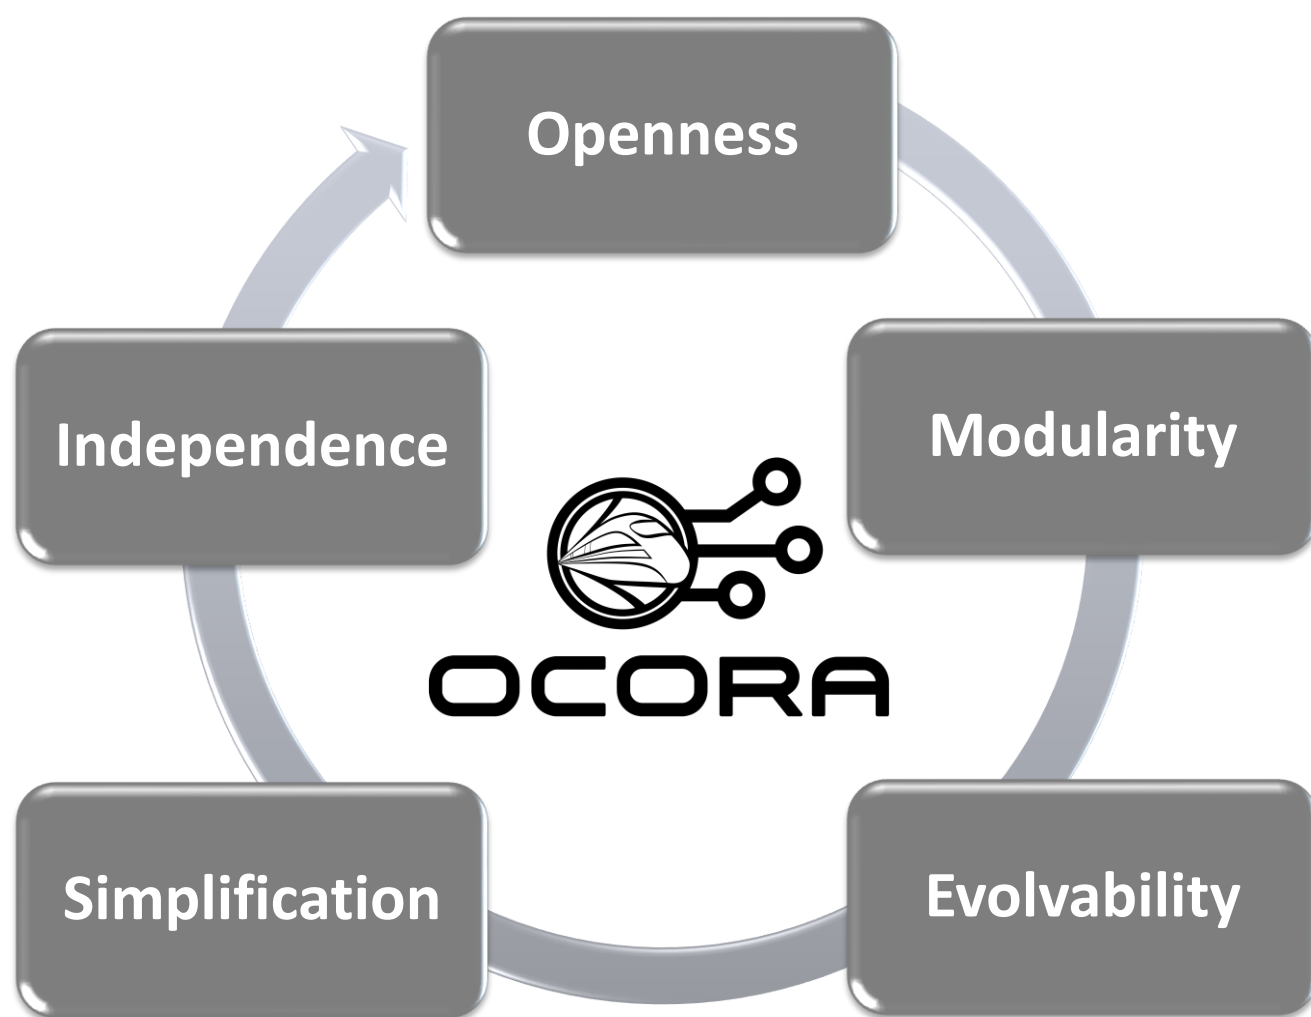 Openness
Modularity
Evolvability
Simplification
Independence
OCORA